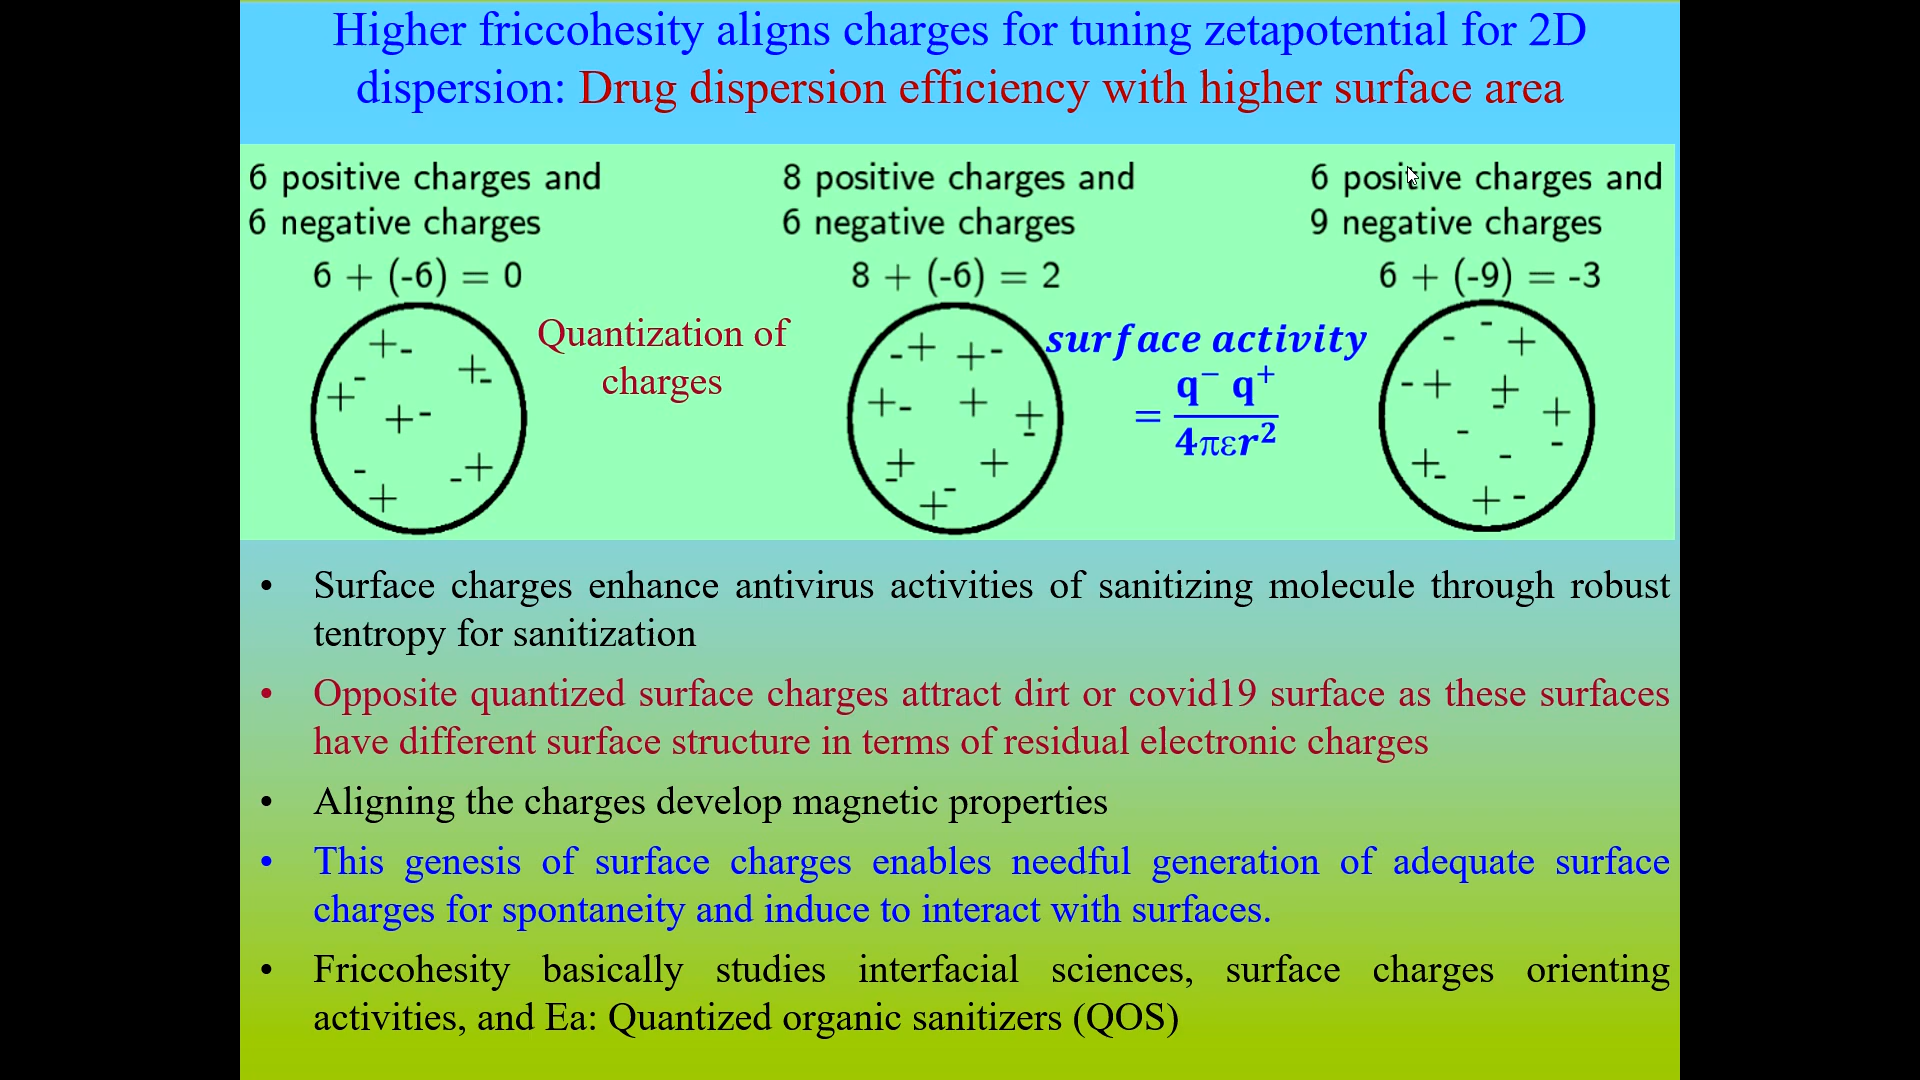 Higher friccohesity aligns charges for tuning zetapotential for 2D
dispersion: Drug dispersion efficiency with higher surface area
6 positive charges and
6 negative charges
6 + (-6) = 0
8 positive charges and
6 negative charges
8 + (-6) = 2
6 positive charges and
9 negative charges
6 + (-9) = -3
Quantization of
charges
surface activity
= q⁻ q⁺ / 4πεr²
• Surface charges enhance antivirus activities of sanitizing molecule through robust
tentropy for sanitization
• Opposite quantized surface charges attract dirt or covid19 surface as these surfaces
have different surface structure in terms of residual electronic charges
• Aligning the charges develop magnetic properties
• This genesis of surface charges enables needful generation of adequate surface
charges for spontaneity and induce to interact with surfaces.
• Friccohesity basically studies interfacial sciences, surface charges orienting
activities, and Ea: Quantized organic sanitizers (QOS)